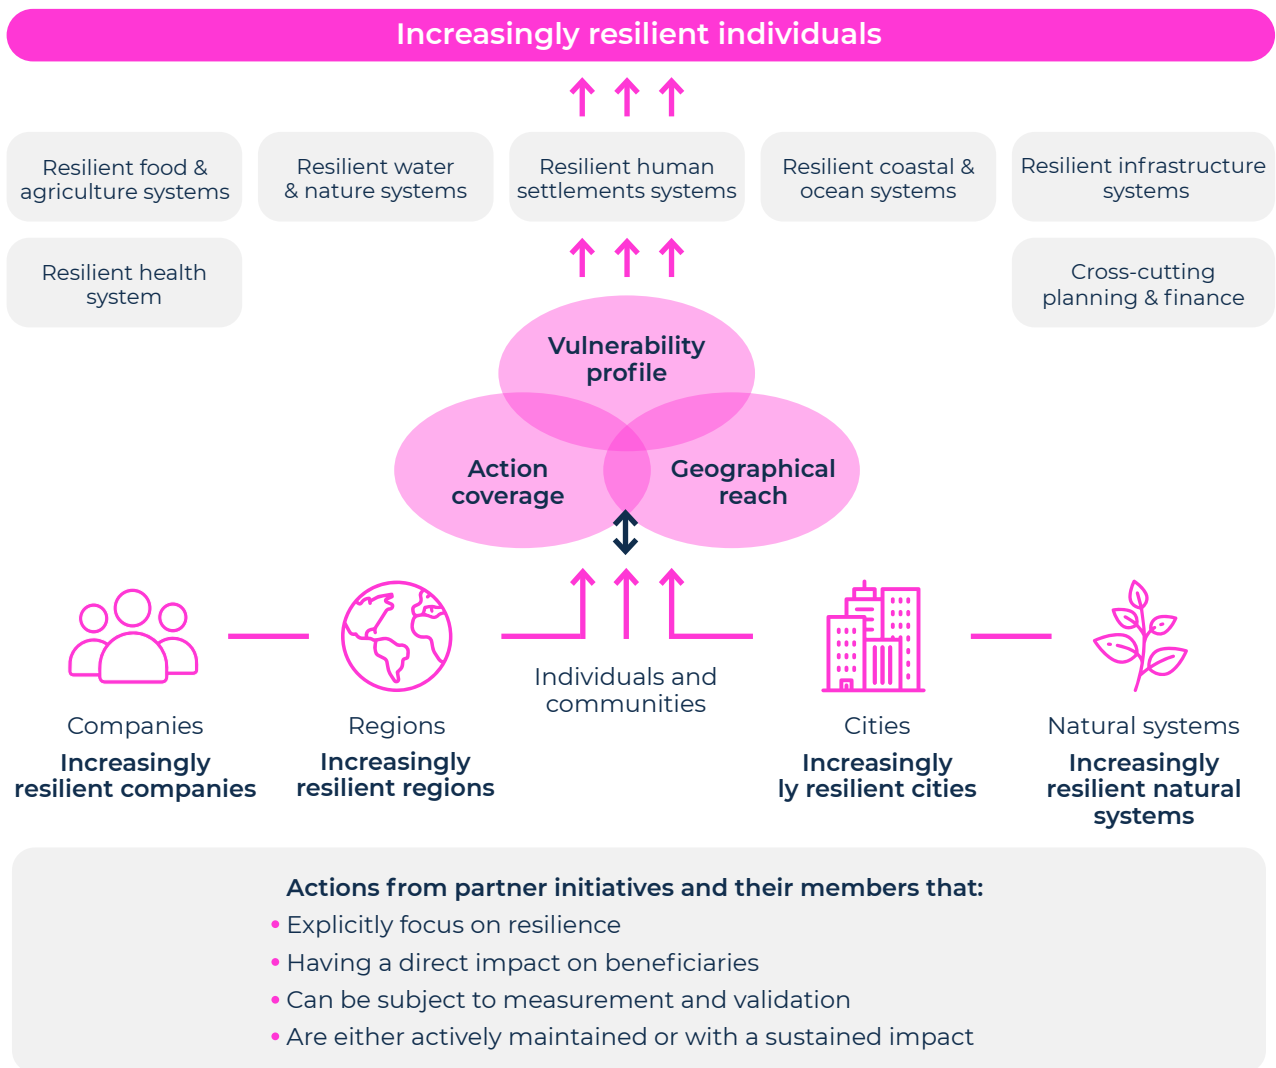 Increasingly resilient individuals
Resilient food &
agriculture systems
Resilient water
& nature systems
Resilient human
settlements systems
Resilient coastal &
ocean systems
Resilient infrastructure
systems
Resilient health
system
Cross-cutting
planning & finance
Vulnerability
profile
Action
coverage
Geographical
reach
Companies
Increasingly
resilient companies
Regions
Increasingly
resilient regions
Individuals and
communities
Cities
Increasingly
ly resilient cities
Natural systems
Increasingly
resilient natural
systems
Actions from partner initiatives and their members that:
• Explicitly focus on resilience
• Having a direct impact on beneficiaries
• Can be subject to measurement and validation
• Are either actively maintained or with a sustained impact